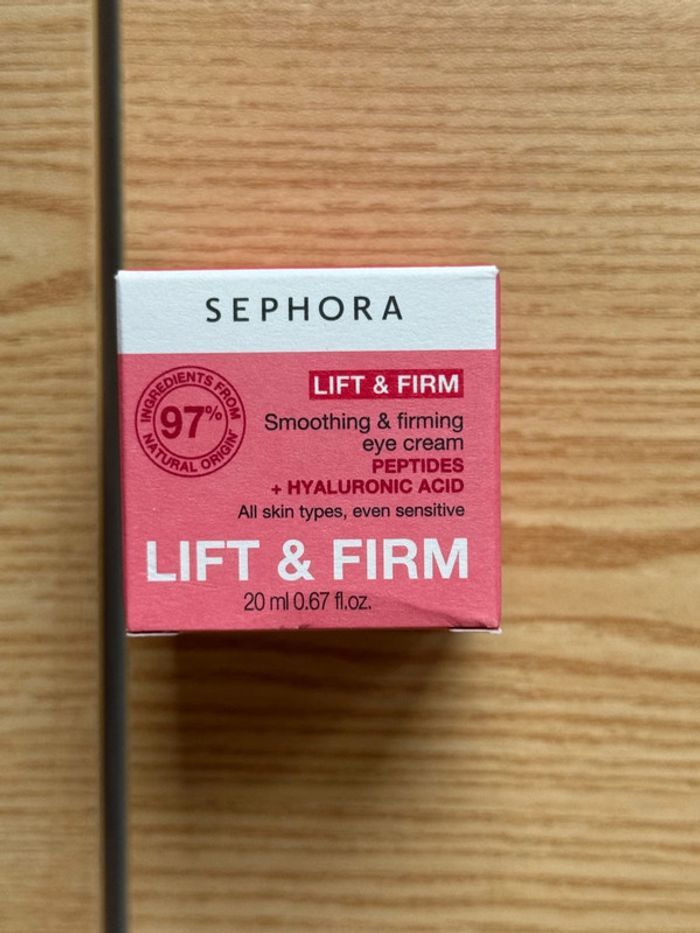 SEPHORA
INGREDIENTS FROM
97%
NATURAL ORIGIN*
LIFT & FIRM
Smoothing & firming
eye cream
PEPTIDES
+ HYALURONIC ACID
All skin types, even sensitive
LIFT & FIRM
20 ml 0.67 fl.oz.